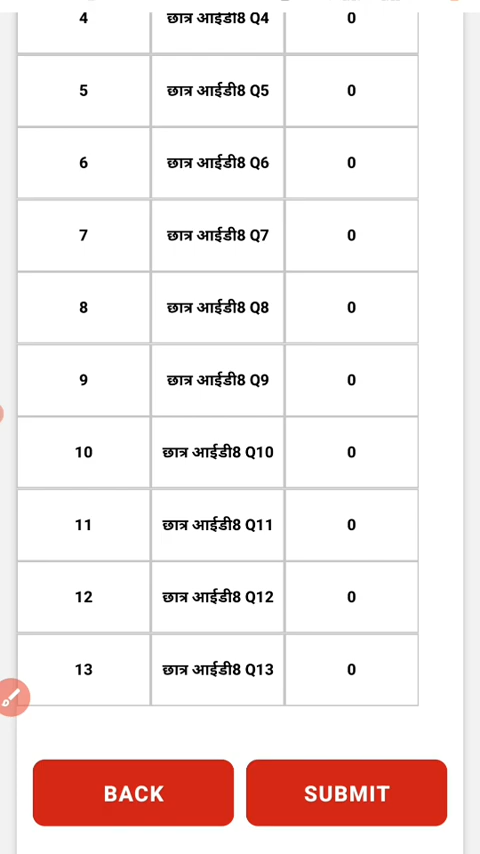 4 छात्र आईडी8 Q4 0
5 छात्र आईडी8 Q5 0
6 छात्र आईडी8 Q6 0
7 छात्र आईडी8 Q7 0
8 छात्र आईडी8 Q8 0
9 छात्र आईडी8 Q9 0
10 छात्र आईडी8 Q10 0
11 छात्र आईडी8 Q11 0
12 छात्र आईडी8 Q12 0
13 छात्र आईडी8 Q13 0
BACK SUBMIT